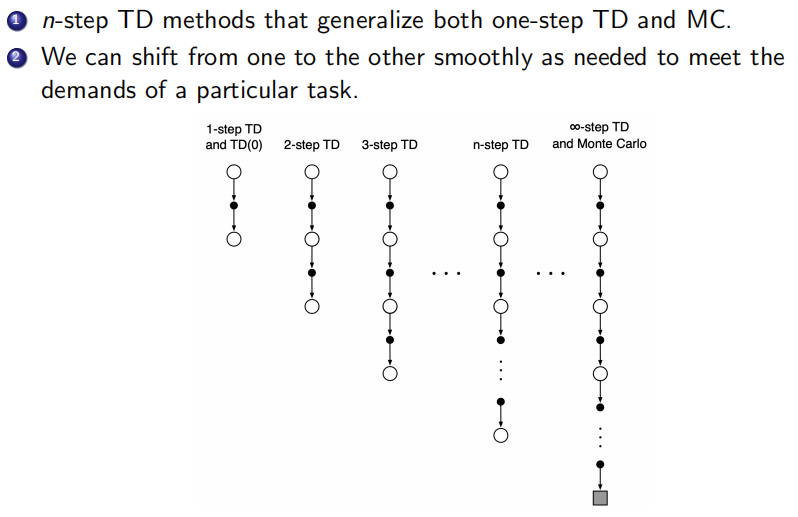 1 n-step TD methods that generalize both one-step TD and MC.
2 We can shift from one to the other smoothly as needed to meet the
demands of a particular task.
1-step TD
and TD(0)
2-step TD
3-step TD
n-step TD
∞-step TD
and Monte Carlo